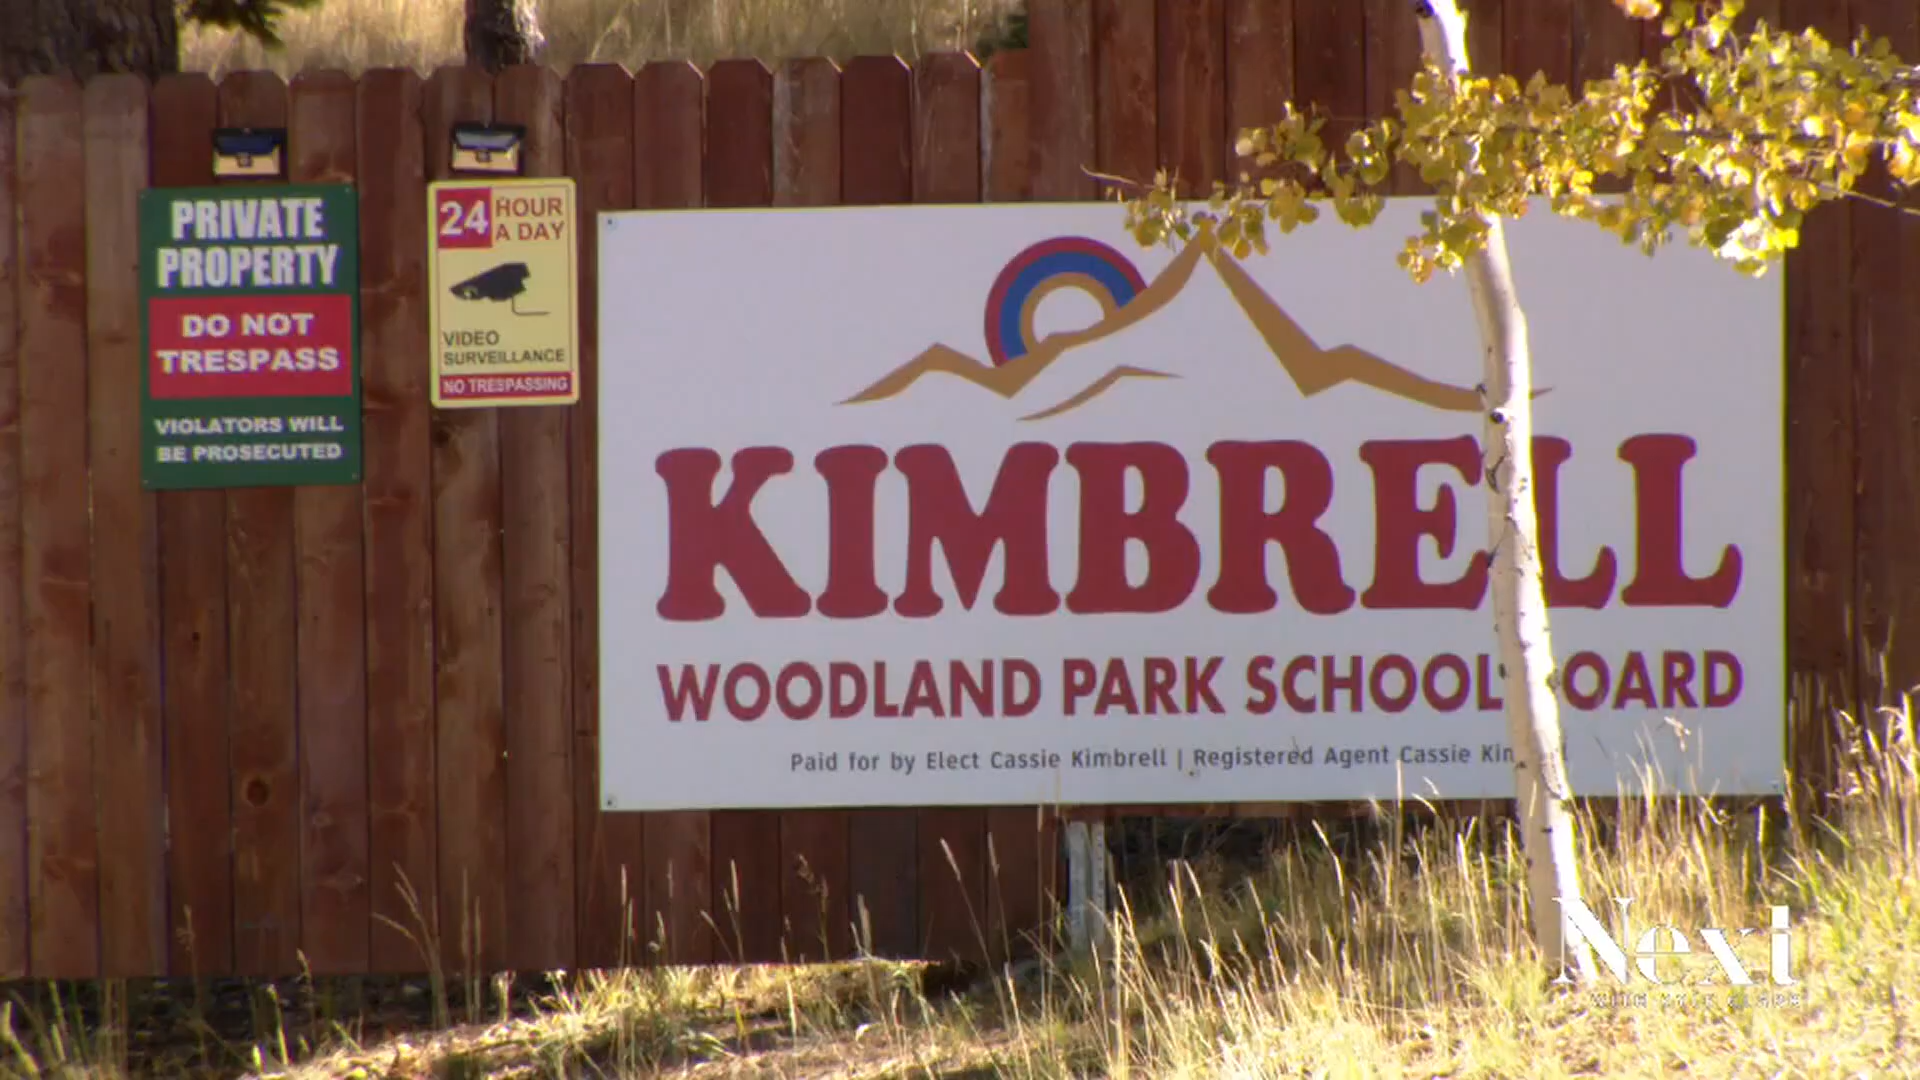 PRIVATE
PROPERTY
DO NOT
TRESPASS
VIOLATORS WILL
BE PROSECUTED
24 HOUR
A DAY
VIDEO
SURVEILLANCE
NO TRESPASSING
KIMBRELL
WOODLAND PARK SCHOOL OARD
Paid for by Elect Cassie Kimbrell | Registered Agent Cassie
Next